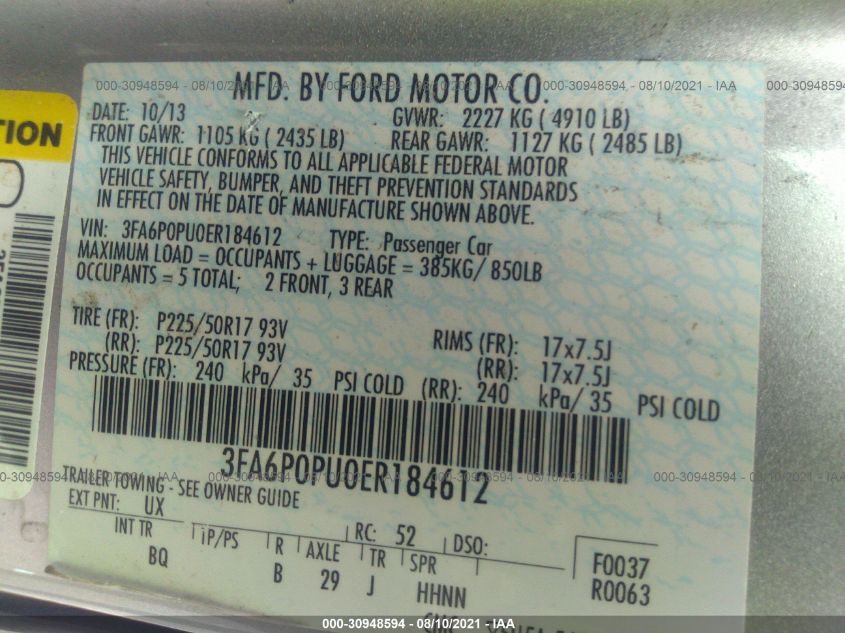 000-30948594 - 08/10/2021 - IAA
MFD. BY FORD MOTOR CO.
DATE: 10/13 GVWR: 2227 KG ( 4910 LB)
FRONT GAWR: 1105 KG ( 2435 LB) REAR GAWR: 1127 KG ( 2485 LB)
THIS VEHICLE CONFORMS TO ALL APPLICABLE FEDERAL MOTOR
VEHICLE SAFETY, BUMPER, AND THEFT PREVENTION STANDARDS
IN EFFECT ON THE DATE OF MANUFACTURE SHOWN ABOVE.
VIN: 3FA6P0PU0ER184612 TYPE: Passenger Car
MAXIMUM LOAD = OCCUPANTS + LUGGAGE = 385KG/ 850LB
OCCUPANTS = 5 TOTAL; 2 FRONT, 3 REAR
TIRE (FR): P225/50R17 93V RIMS (FR): 17x7.5J
(RR): P225/50R17 93V (RR): 17x7.5J
PRESSURE (FR): 240 kPa/ 35 PSI COLD (RR): 240 kPa/ 35 PSI COLD
3FA6P0PU0ER184612
TRAILER TOWING - SEE OWNER GUIDE
EXT PNT: UX RC: 52 DSO:
INT TR IP/PS R AXLE TR SPR F0037
BQ B 29 J HHNN R0063
TION
000-30948594 - 08/10/2021 - IAA